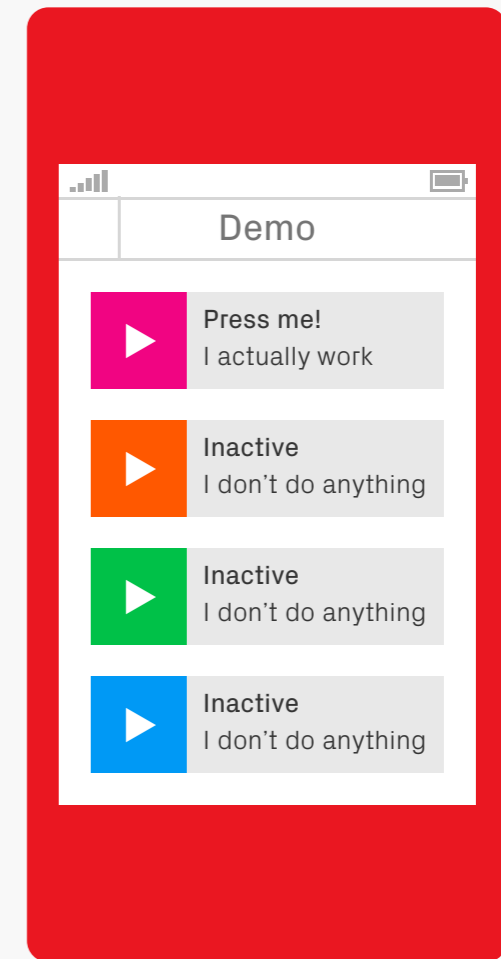 Demo
Press me!
I actually work
Inactive
I don’t do anything
Inactive
I don’t do anything
Inactive
I don’t do anything